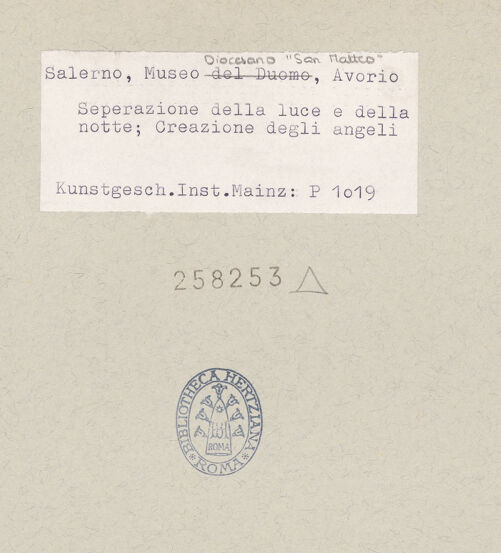 Diocesano "San Matteo"
Salerno, Museo del Duomo, Avorio
Seperazione della luce e della
notte; Creazione degli angeli
Kunstgesch.Inst.Mainz: P 1o19
258253
BIBLIOTHECA HERTZIANA
ROMA
ROMA